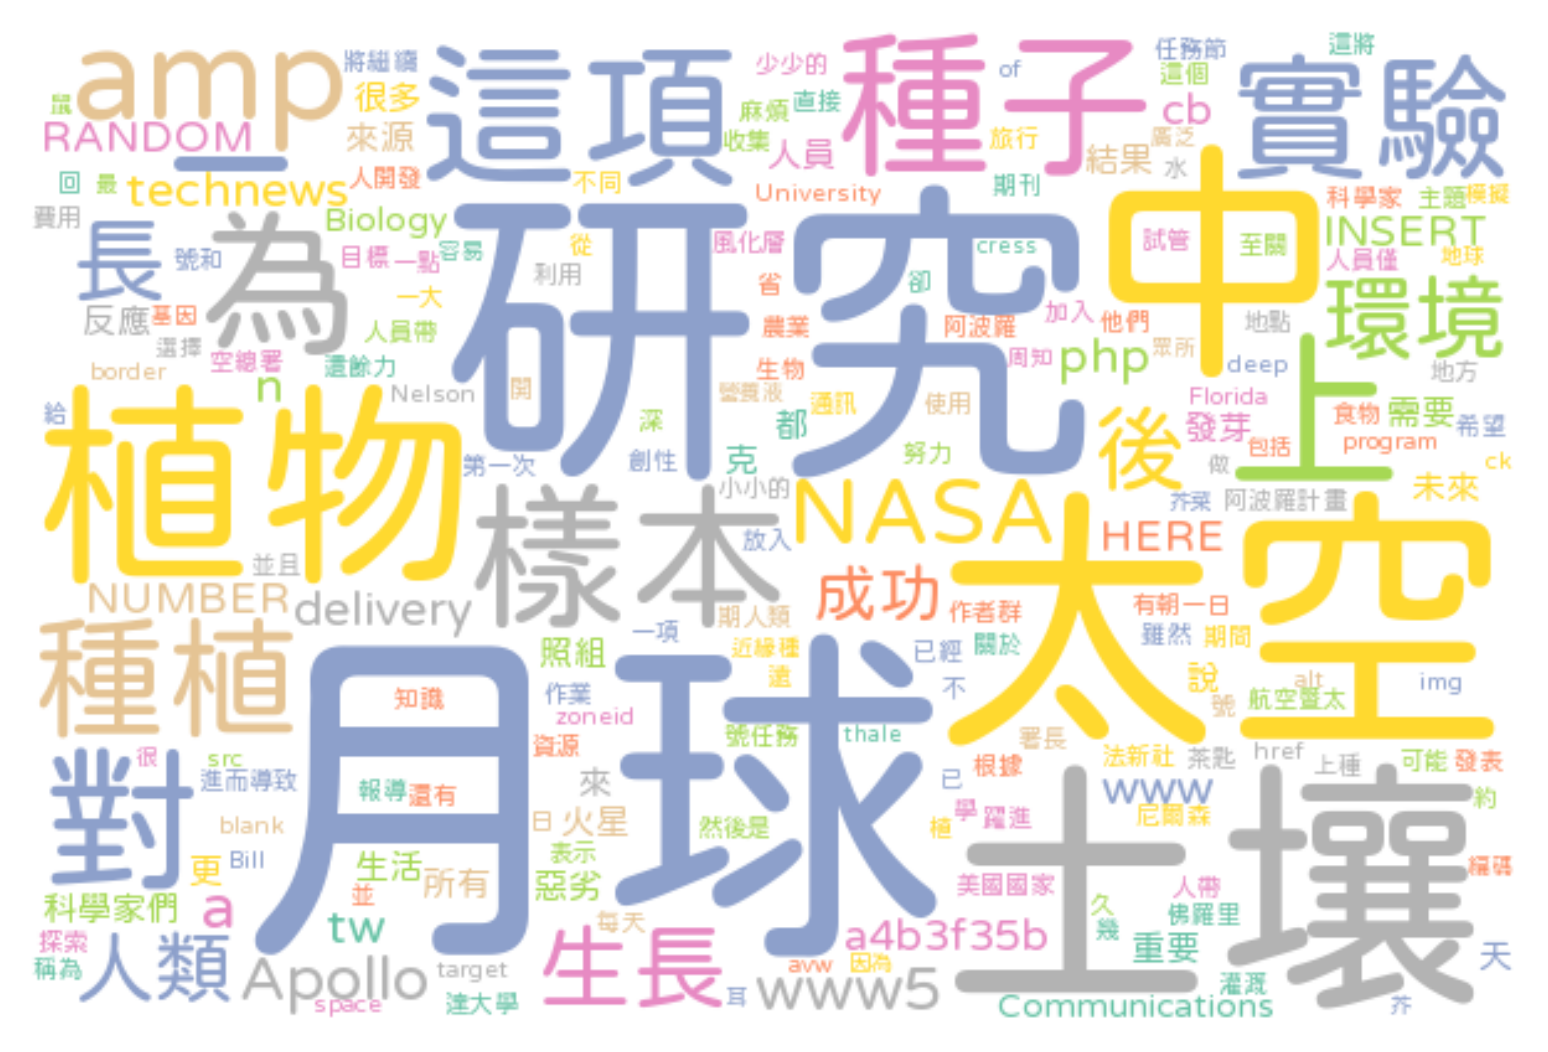 amp
將繼續
這項
少少的
種子
of
任務節
這將
實驗
鼠
很多
麻煩
直接
這個
cb
RANDOM
來源
收集
人員
旅行
結果
廣泛
水
一
回
最
technews
人開發
不同
University
期刊
中
科學家
主題
模擬
費用
長
為
Biology
研究
風化層
cress
試管
至關
INSERT
號和
目標
一點
容易
從
利用
省
卻
人員僅
地球
一大
反應
基因
人員帶
農業
阿波羅
加入
他們
地點
環境
選擇
空總署
還餘力
生物
周知
php
眾所
deep
地方
border
n
Nelson
開
營養液
通訊
使用
上
Florida
給
植物
深
都
後
發芽
食物
需要
希望
包括
program
第一次
創性
克
努力
做
ck
小小的
NASA
芥菜
阿波羅計畫
未來
樣本
放入
HERE
太空
並且
NUMBER
delivery
期人類
成功
作者群
有朝一日
種植
一項
照組
近緣種
已經
關於
雖然
期間
月球
知識
作業
遠
不
說
alt
img
zoneid
號
航空暨太
對
很
src
資源
號任務
thale
署長
法新社
茶匙
href
上種
可能
發表
進而導致
報導
還有
來
已
根據
www
土壤
約
blank
日
火星
然後是
植
學
躍進
尼爾森
更
Bill
生活
所有
表示
惡劣
美國國家
人帶
編碼
科學家們
a
並
tw
每天
a4b3f35b
久
幾
佛羅里
重要
探索
稱為
人類
Apollo
target
生長
avw
因為
天
space
達大學
耳
www5
Communications
灌溉
芥